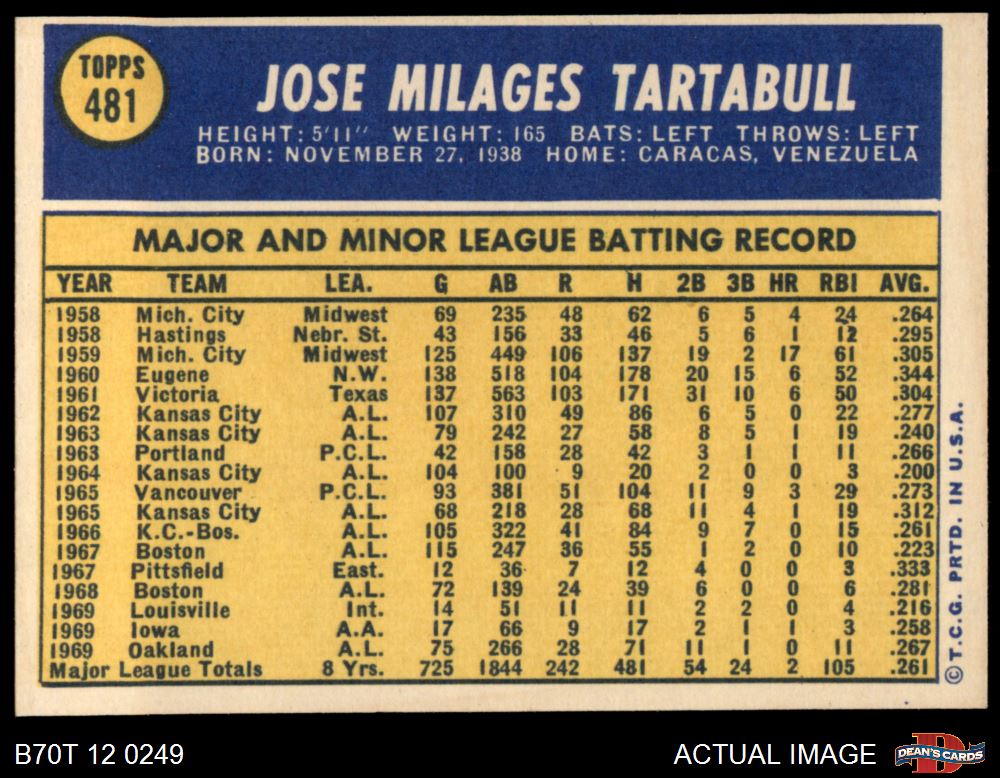 TOPPS
481
JOSE MILAGES TARTABULL
HEIGHT: 5'11" WEIGHT: 165 BATS: LEFT THROWS: LEFT
BORN: NOVEMBER 27, 1938 HOME: CARACAS, VENEZUELA
MAJOR AND MINOR LEAGUE BATTING RECORD
YEAR TEAM LEA. G AB R H 2B 3B HR RBI AVG.
1958 Mich. City Midwest 69 235 48 62 6 5 4 24 .264
1958 Hastings Nebr. St. 43 156 33 46 5 6 1 12 .295
1959 Mich. City Midwest 125 449 106 137 19 2 17 61 .305
1960 Eugene N.W. 138 518 104 178 20 15 6 52 .344
1961 Victoria Texas 137 563 103 171 31 10 6 50 .304
1962 Kansas City A.L. 107 310 49 86 6 5 0 22 .277
1963 Kansas City A.L. 79 242 27 58 8 5 1 19 .240
1963 Portland P.C.L. 42 158 28 42 3 1 1 11 .266
1964 Kansas City A.L. 104 100 9 20 2 0 0 3 .200
1965 Vancouver P.C.L. 93 381 51 104 11 9 3 29 .273
1965 Kansas City A.L. 68 218 28 68 11 4 1 19 .312
1966 K.C.-Bos. A.L. 105 322 41 84 9 7 0 15 .261
1967 Boston A.L. 115 247 36 55 1 2 0 10 .223
1967 Pittsfield East. 12 36 7 12 4 0 0 3 .333
1968 Boston A.L. 72 139 24 39 6 0 0 6 .281
1969 Louisville Int. 14 51 11 11 2 2 0 4 .216
1969 Iowa A.A. 17 66 9 17 2 1 1 3 .258
1969 Oakland A.L. 75 266 28 71 11 1 0 11 .267
Major League Totals 8 Yrs. 725 1844 242 481 54 24 2 105 .261
© T.C.G. PRTD. IN U.S.A.
B70T 12 0249
ACTUAL IMAGE
DEAN'S CARDS